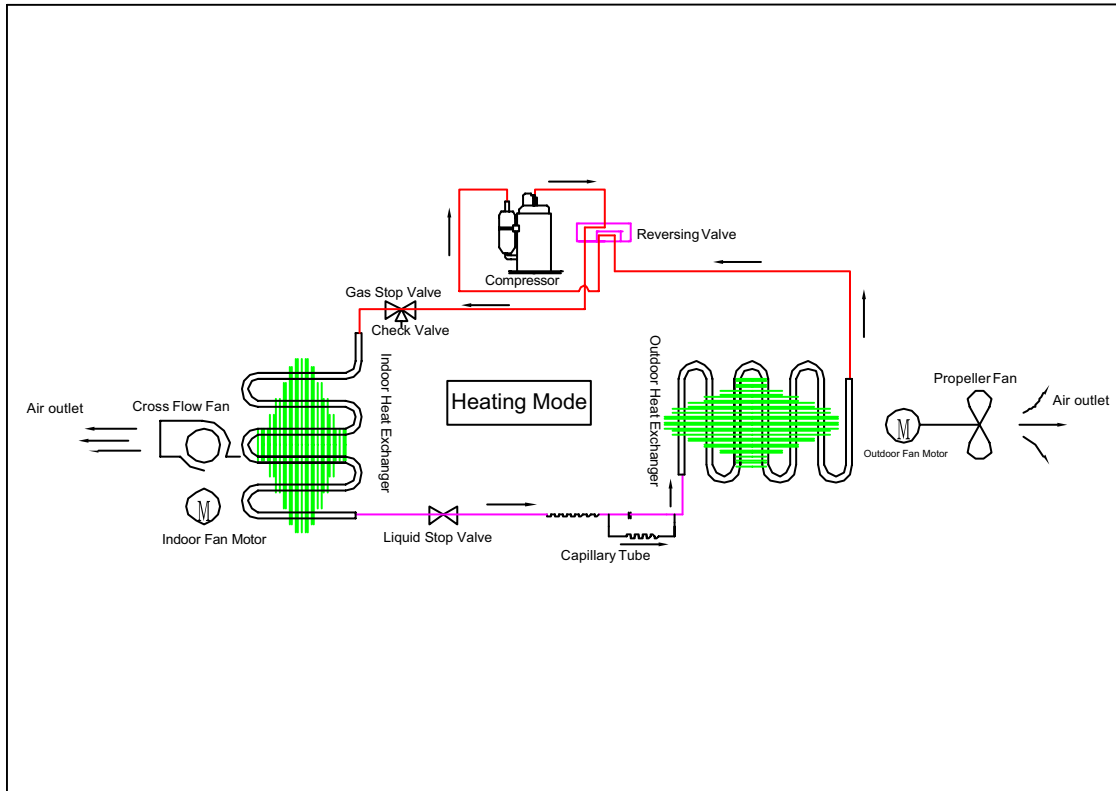 Reversing Valve
Compressor
Gas Stop Valve
Check Valve
Indoor Heat Exchanger
Outdoor Heat Exchanger
Heating Mode
Propeller Fan
Air outlet
Cross Flow Fan
Air outlet
M
Outdoor Fan Motor
M
Indoor Fan Motor
Liquid Stop Valve
Capillary Tube